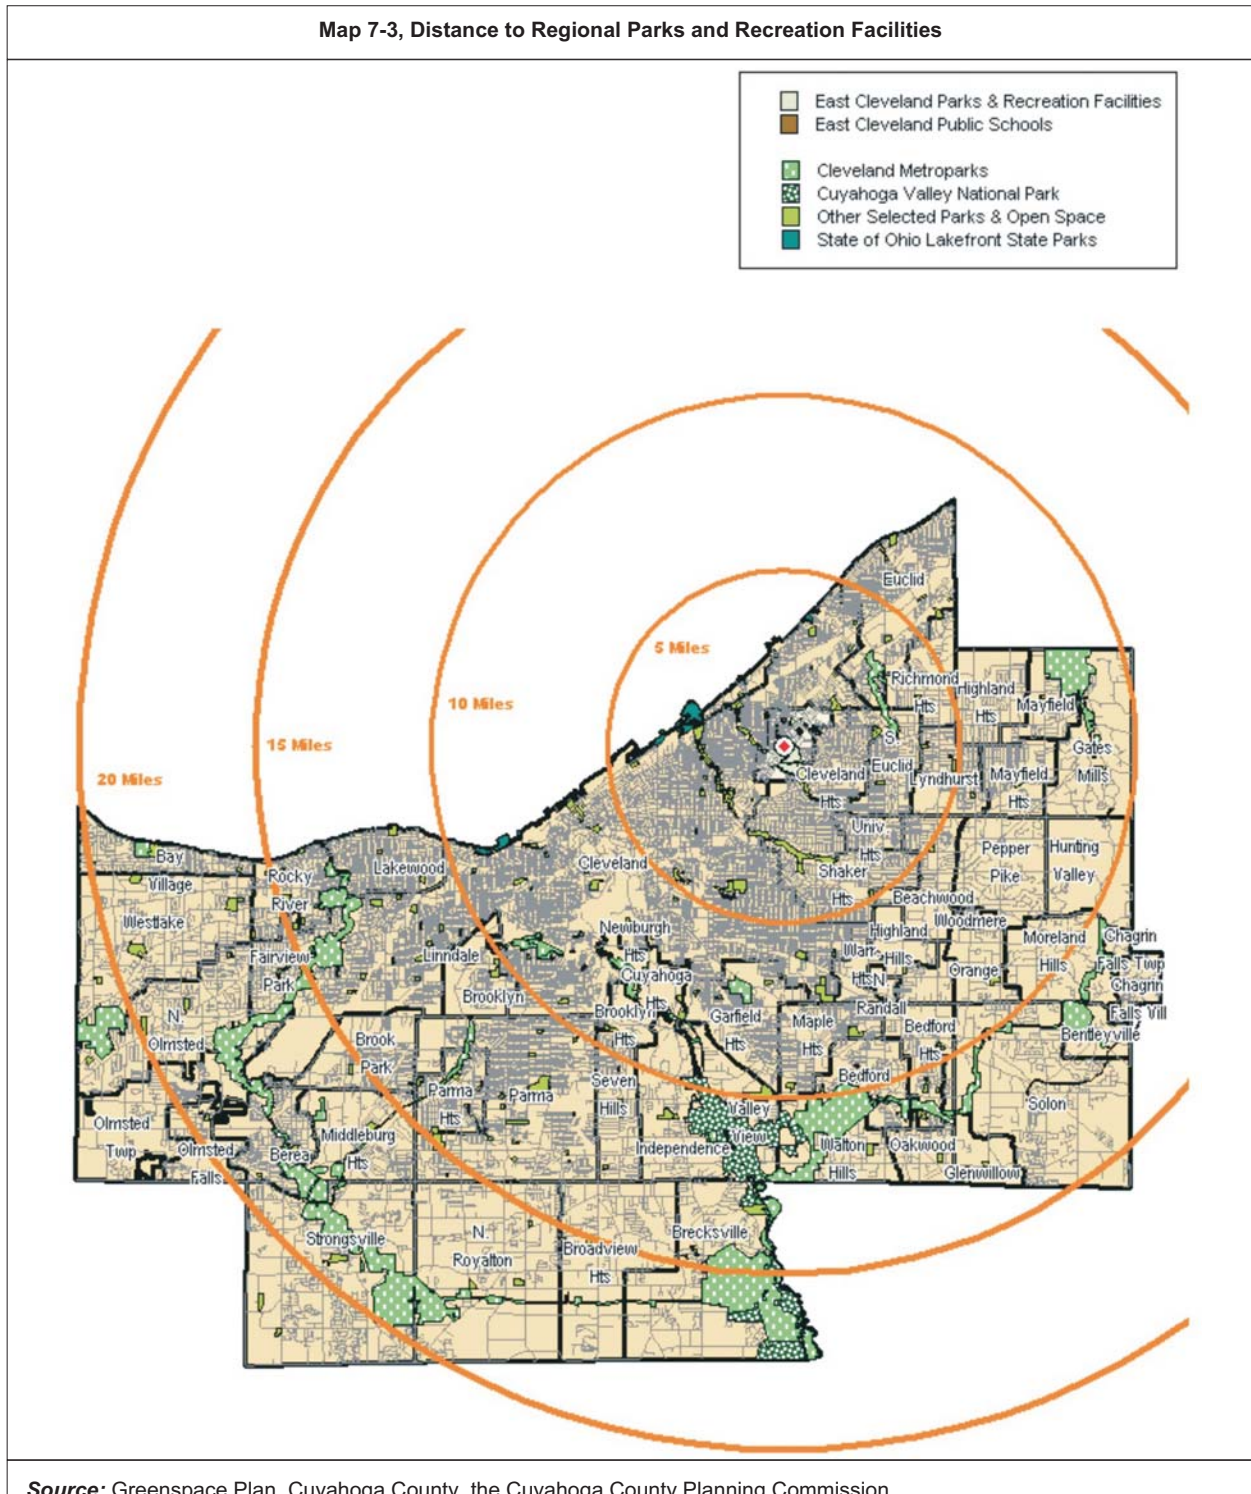 Map 7-3, Distance to Regional Parks and Recreation Facilities
East Cleveland Parks & Recreation Facilities
East Cleveland Public Schools
Cleveland Metroparks
Cuyahoga Valley National Park
Other Selected Parks & Open Space
State of Ohio Lakefront State Parks
Euclid
5 Miles
Richmond
Hts
Highland
Hts
Mayfield
10 Miles
15 Miles
20 Miles
S.
Euclid
Gates
Mills
Cleveland
Hts
Lyndhurst
Mayfield
Hts
Univ.
Hts
Bay
Village
Rocky
River
Lakewood
Cleveland
Shaker
Hts
Pepper
Pike
Hunting
Valley
Beachwood
Westlake
Fairview
Park
Linndale
Newburgh
Hts
Highland
Hills
Woodmere
Moreland
Hills
Chagrin
Falls Twp
Chagrin
Falls Vill
Cuyahoga
Hts
Warr.
Hts
N
Randall
Orange
Brooklyn
Brooklyn
Hts
Garfield
Hts
Maple
Hts
Bedford
Hts
Bentleyville
N.
Olmsted
Brook
Park
Parma
Hts
Parma
Seven
Hills
Bedford
Solon
Olmsted
Twp
Olmsted
Falls
Berea
Middleburg
Hts
Independence
Valley
View
Walton
Hills
Oakwood
Glenwillow
Strongsville
N.
Royalton
Broadview
Hts
Brecksville
Source: Greenspace Plan, Cuyahoga County, the Cuyahoga County Planning Commission